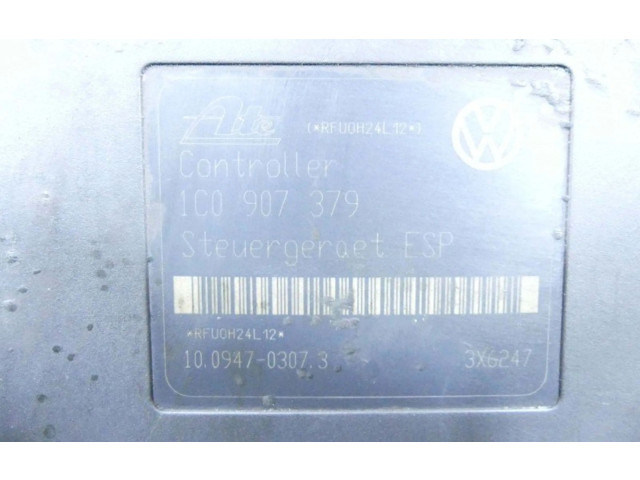 Ate (*RFU0H24L12*)
Controller
1C0 907 379
Steuergeraet ESP
*RFU0H24L12*
10.0947-0307.3 3X6247